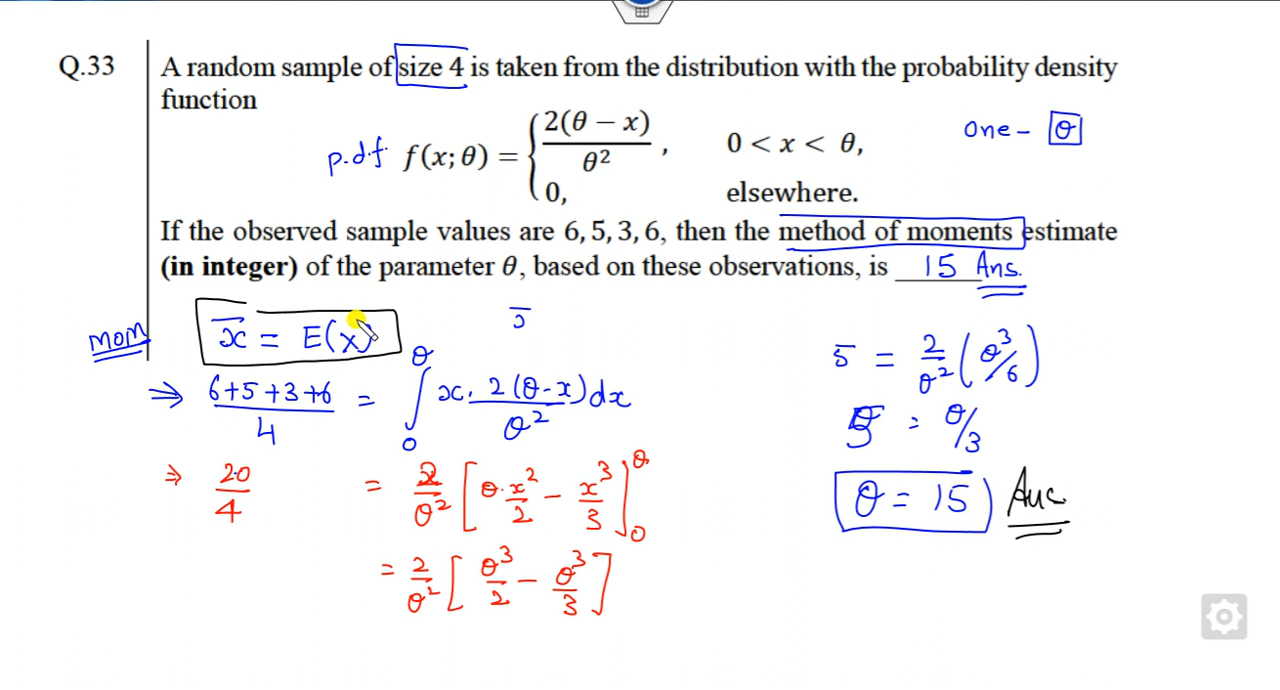 Q.33 A random sample of size 4 is taken from the distribution with the probability density
function
p.d.f. f(x; θ) = { 2(θ − x) / θ² , 0 < x < θ,
0, elsewhere.
one - θ
If the observed sample values are 6, 5, 3, 6, then the method of moments estimate
(in integer) of the parameter θ, based on these observations, is 15 Ans.
mom x̄ = E(x)
5
⇒ (6+5+3+6)/4 = ∫₀^θ x. 2(θ-x)/θ² dx
⇒ 20/4 = 2/θ² [θ.x²/2 − x³/3]₀^θ
= 2/θ² [θ³/2 − θ³/3]
5 = 2/θ² (θ³/6)
5 = θ/3
θ = 15 Ans